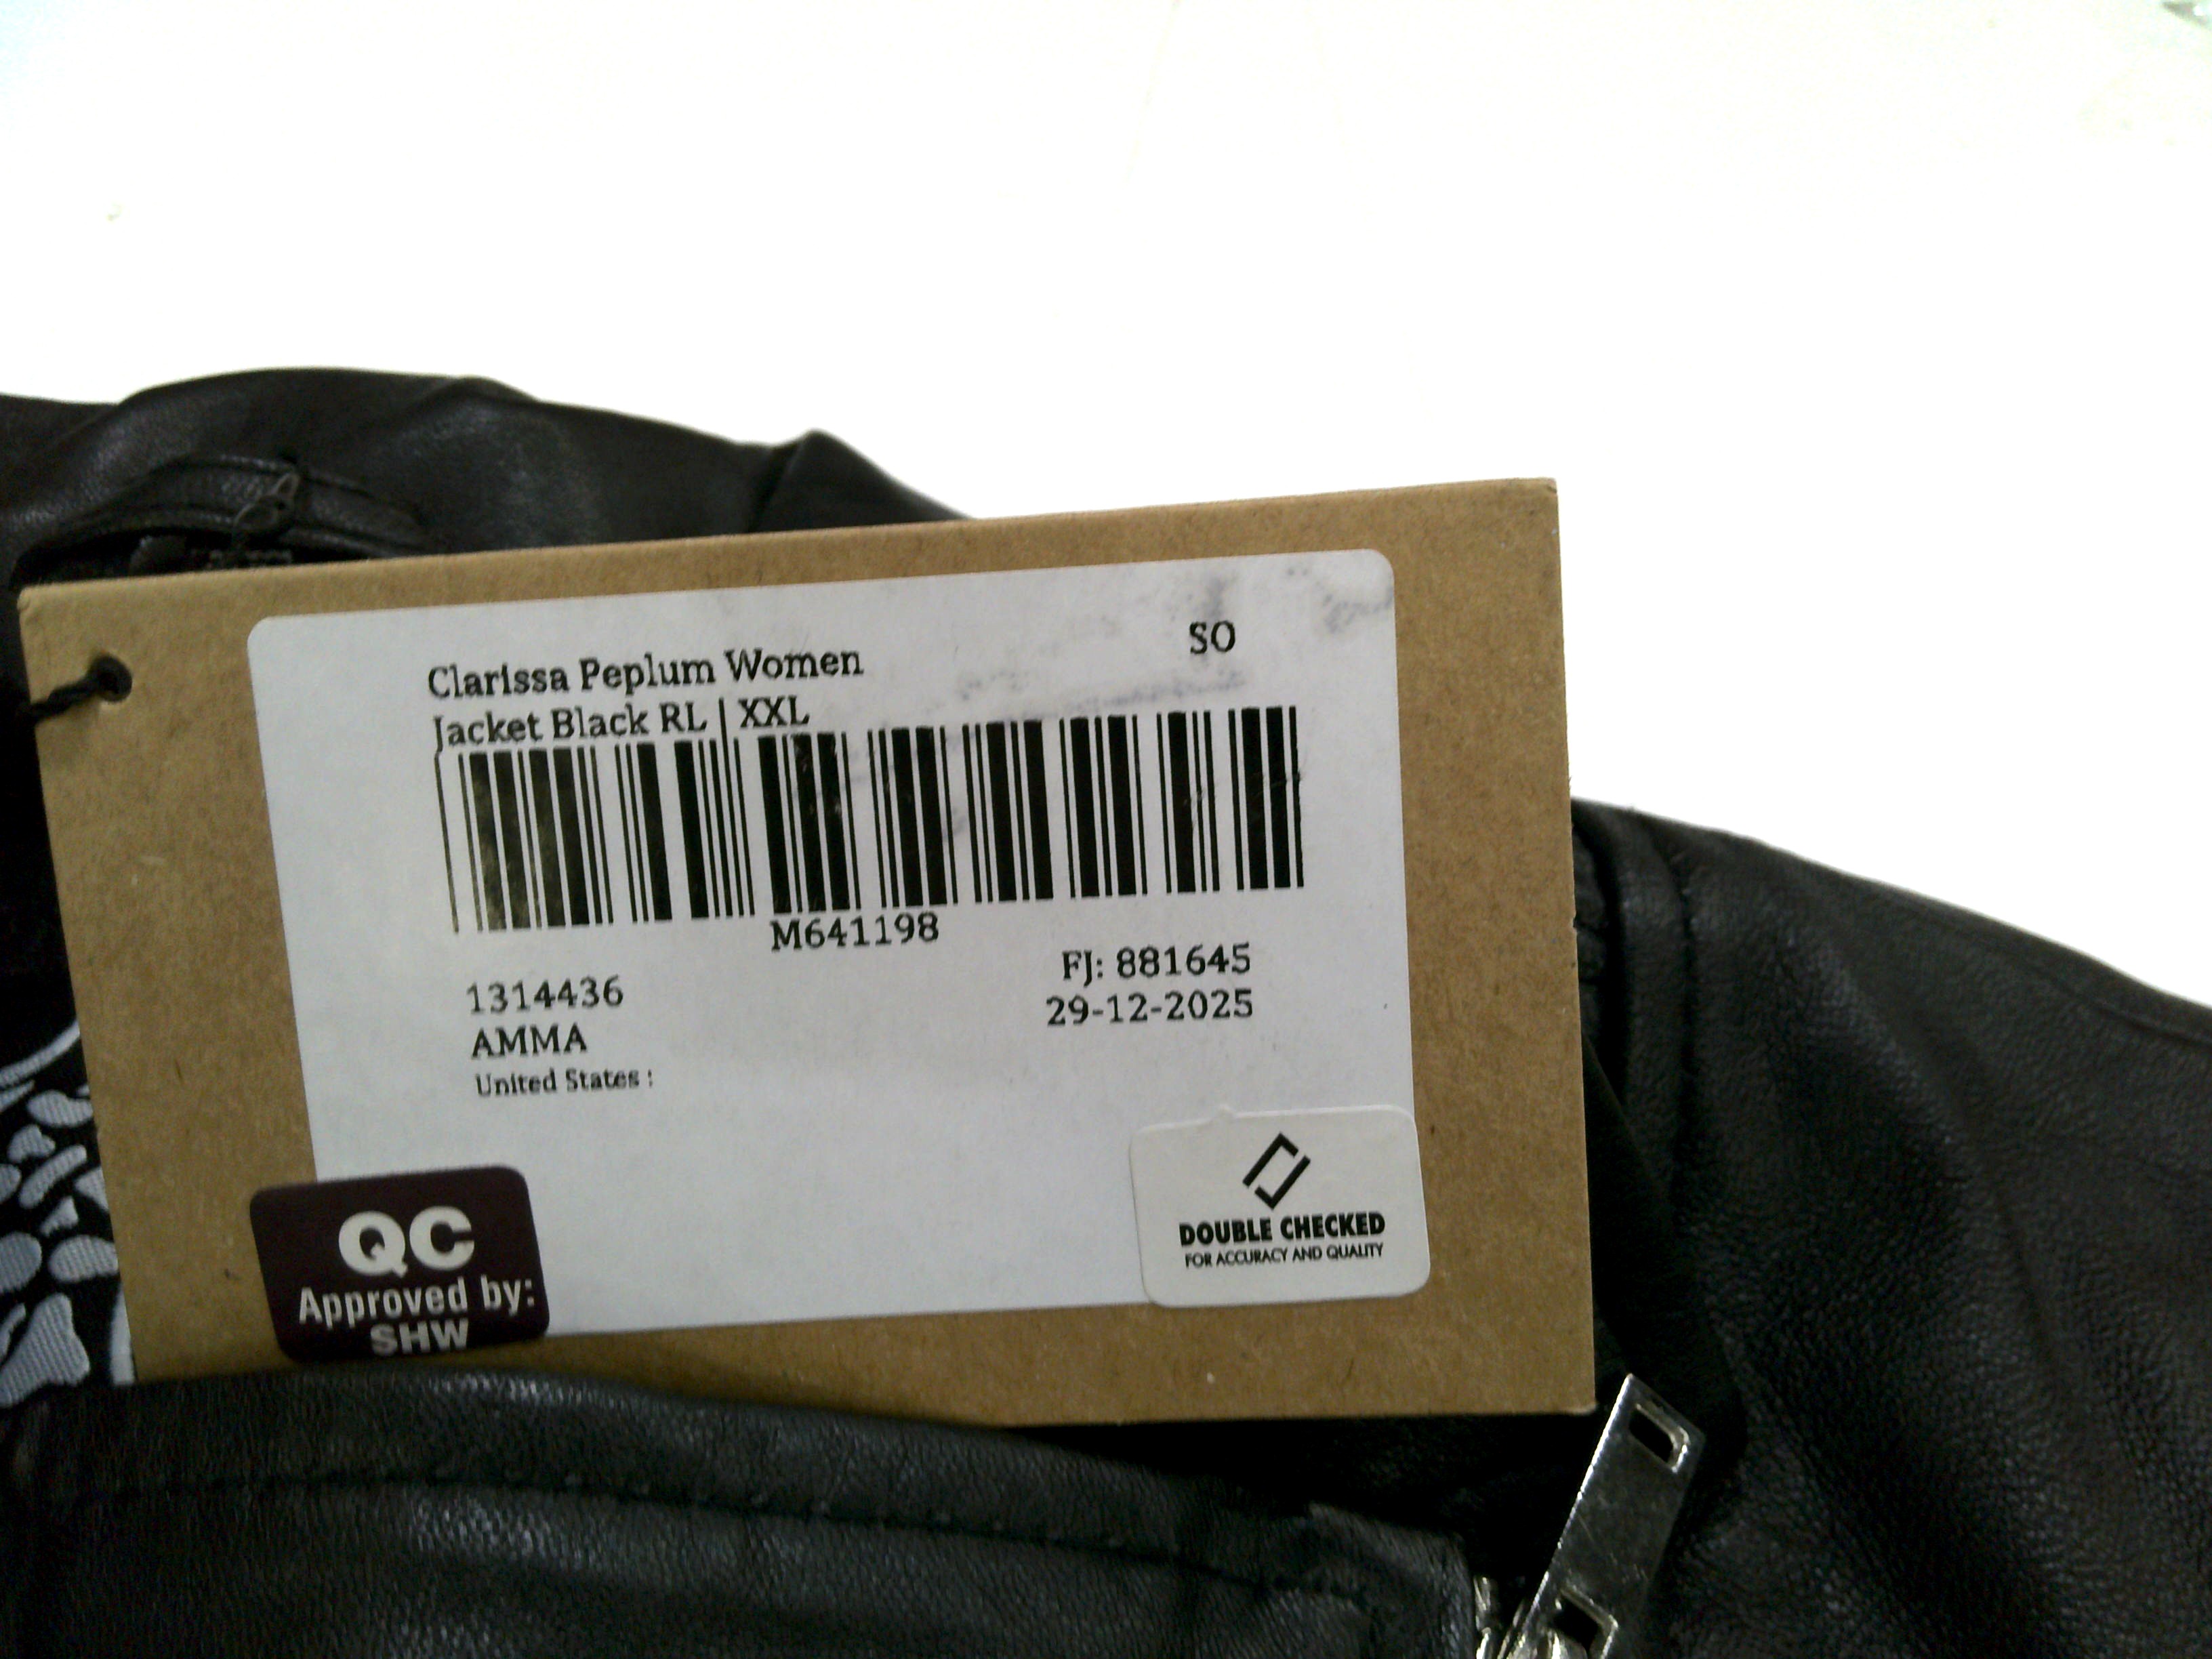 Clarissa Peplum Women
Jacket Black RL | XXL
SO
M641198
1314436
AMMA
United States :
FJ: 881645
29-12-2025
QC
Approved by:
SHW
DOUBLE CHECKED
FOR ACCURACY AND QUALITY